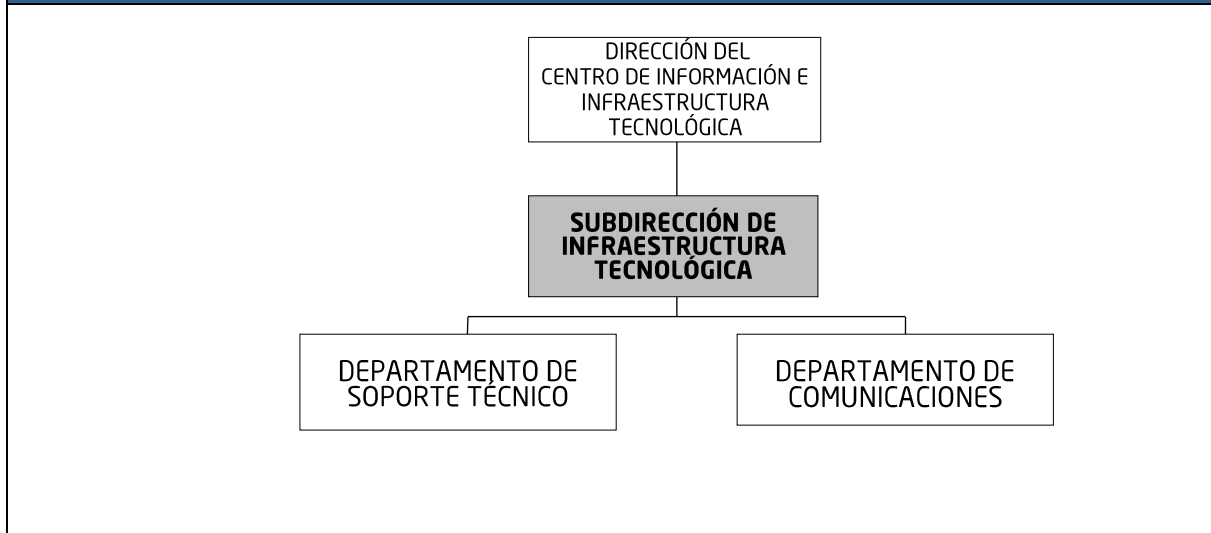 DIRECCIÓN DEL
CENTRO DE INFORMACIÓN E
INFRAESTRUCTURA
TECNOLÓGICA
SUBDIRECCIÓN DE
INFRAESTRUCTURA
TECNOLÓGICA
DEPARTAMENTO DE
SOPORTE TÉCNICO
DEPARTAMENTO DE
COMUNICACIONES